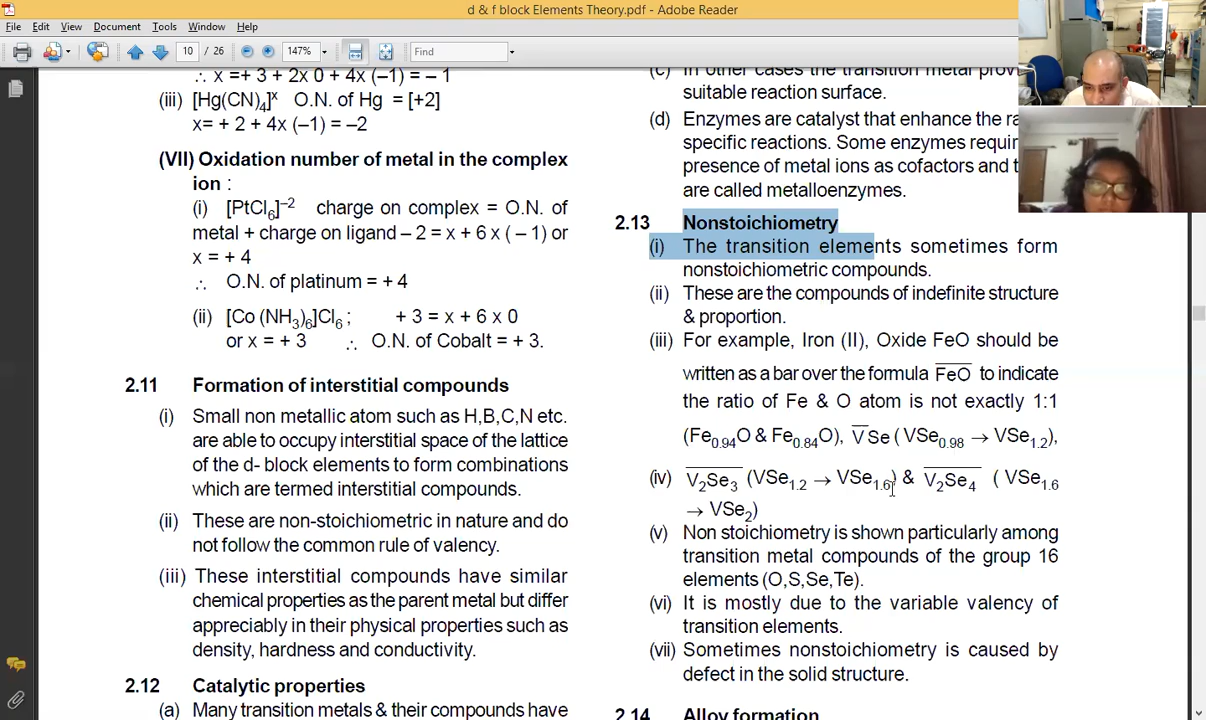 d & f block Elements Theory.pdf - Adobe Reader
File Edit View Document Tools Window Help
10 / 26 147% Find
∴ x =+ 3 + 2x 0 + 4x (–1) = – 1
(iii) [Hg(CN)4]x O.N. of Hg = [+2]
x= + 2 + 4x (–1) = –2
(VII) Oxidation number of metal in the complex
ion :
(i) [PtCl6]–2 charge on complex = O.N. of
metal + charge on ligand – 2 = x + 6 x ( – 1) or
x = + 4
∴ O.N. of platinum = + 4
(ii) [Co (NH3)6]Cl6 ; + 3 = x + 6 x 0
or x = + 3 ∴ O.N. of Cobalt = + 3.
2.11 Formation of interstitial compounds
(i) Small non metallic atom such as H,B,C,N etc.
are able to occupy interstitial space of the lattice
of the d- block elements to form combinations
which are termed interstitial compounds.
(ii) These are non-stoichiometric in nature and do
not follow the common rule of valency.
(iii) These interstitial compounds have similar
chemical properties as the parent metal but differ
appreciably in their physical properties such as
density, hardness and conductivity.
2.12 Catalytic properties
(a) Many transition metals & their compounds have
(c) In other cases the transition metal
suitable reaction surface.
(d) Enzymes are catalyst that enhance the
specific reactions. Some enzymes
presence of metal ions as cofactors and
are called metalloenzymes.
2.13 Nonstoichiometry
(i) The transition elements sometimes form
nonstoichiometric compounds.
(ii) These are the compounds of indefinite structure
& proportion.
(iii) For example, Iron (II), Oxide FeO should be
written as a bar over the formula F̅e̅O̅ to indicate
the ratio of Fe & O atom is not exactly 1:1
(Fe0.94O & Fe0.84O), V̅Se ( VSe0.98 → VSe1.2),
(iv) V̅2̅S̅e̅3̅ (VSe1.2 → VSe1.6) & V̅2̅S̅e̅4̅ ( VSe1.6
→ VSe2)
(v) Non stoichiometry is shown particularly among
transition metal compounds of the group 16
elements (O,S,Se,Te).
(vi) It is mostly due to the variable valency of
transition elements.
(vii) Sometimes nonstoichiometry is caused by
defect in the solid structure.
2.14 Alloy formation